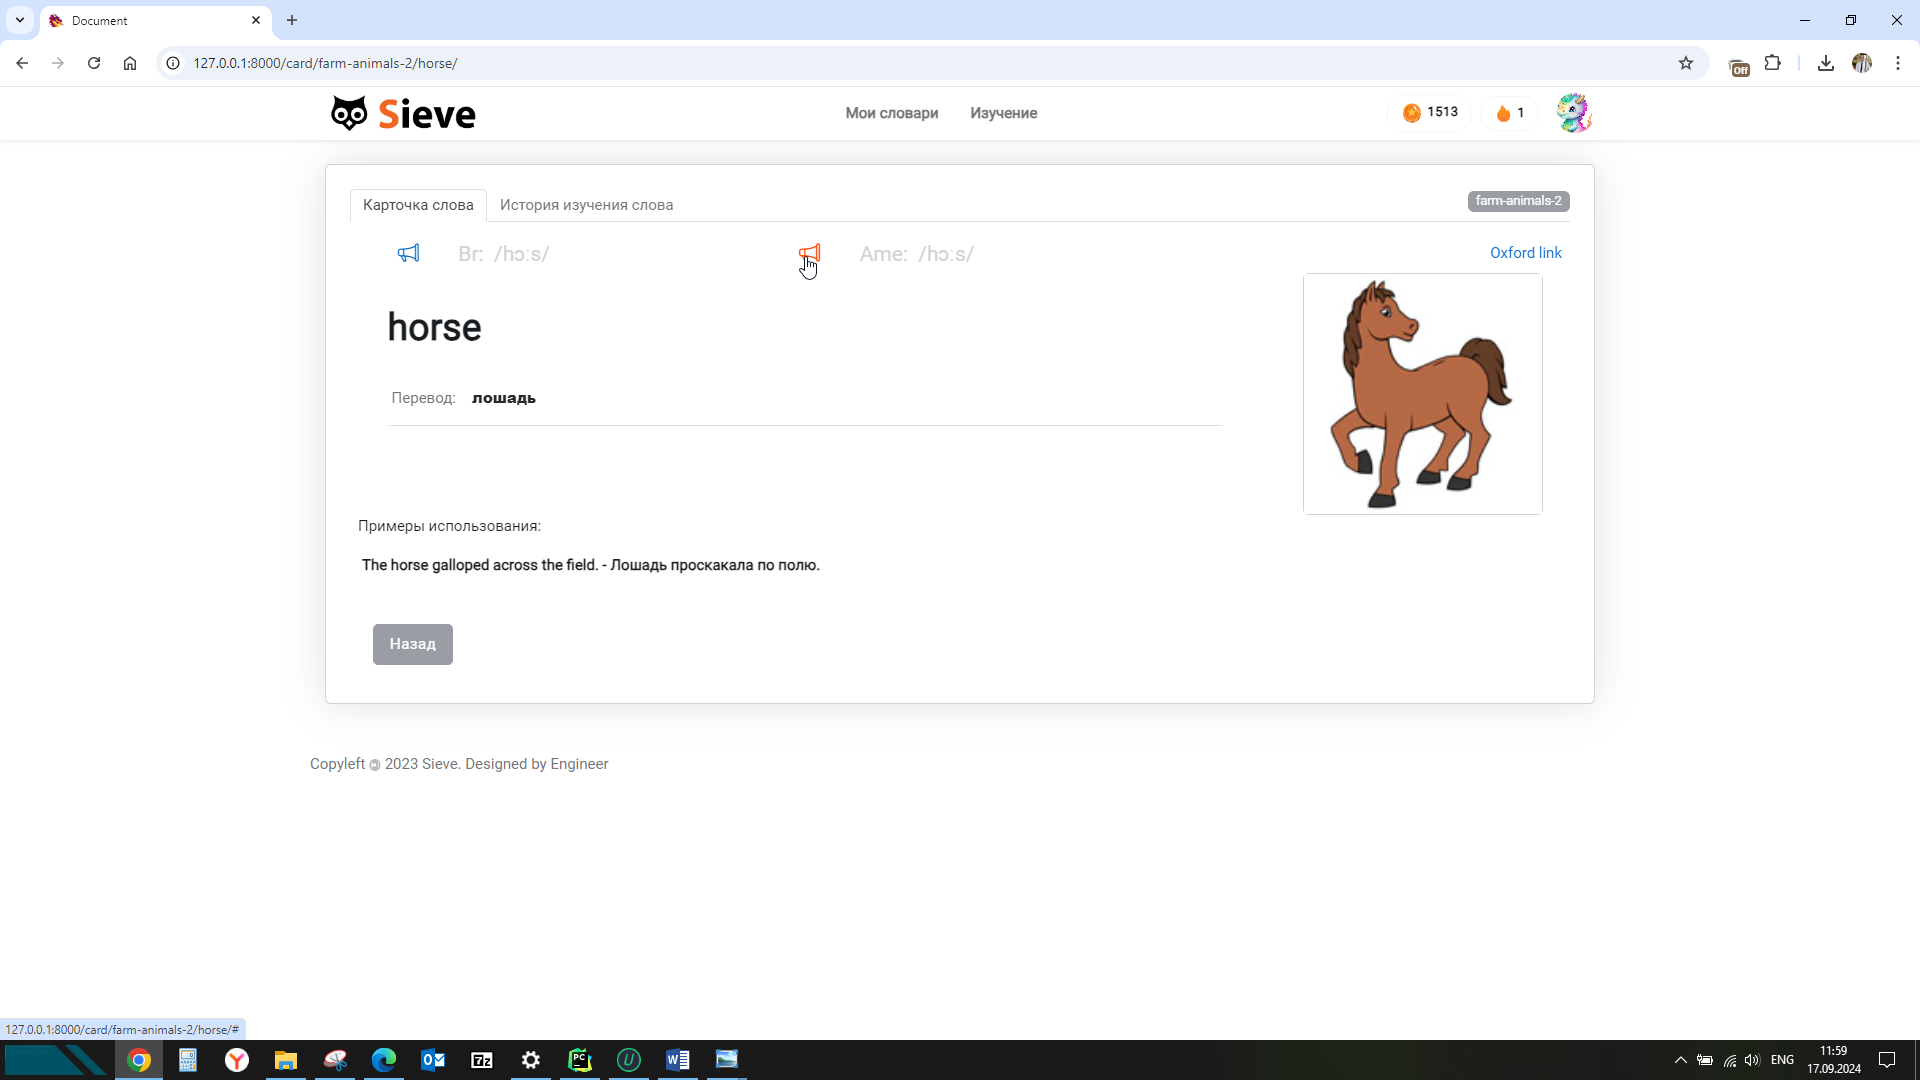 Document
127.0.0.1:8000/card/farm-animals-2/horse/
Off
Sieve
Мои словари
Изучение
1513
1
Карточка слова
История изучения слова
farm-animals-2
Br: /hɔːs/
Ame: /hɔːs/
Oxford link
horse
Перевод: лошадь
Примеры использования:
The horse galloped across the field. - Лошадь проскакала по полю.
Назад
Copyleft 🄯 2023 Sieve. Designed by Engineer
127.0.0.1:8000/card/farm-animals-2/horse/#
7z
PC
U
W
ENG
11:59
17.09.2024